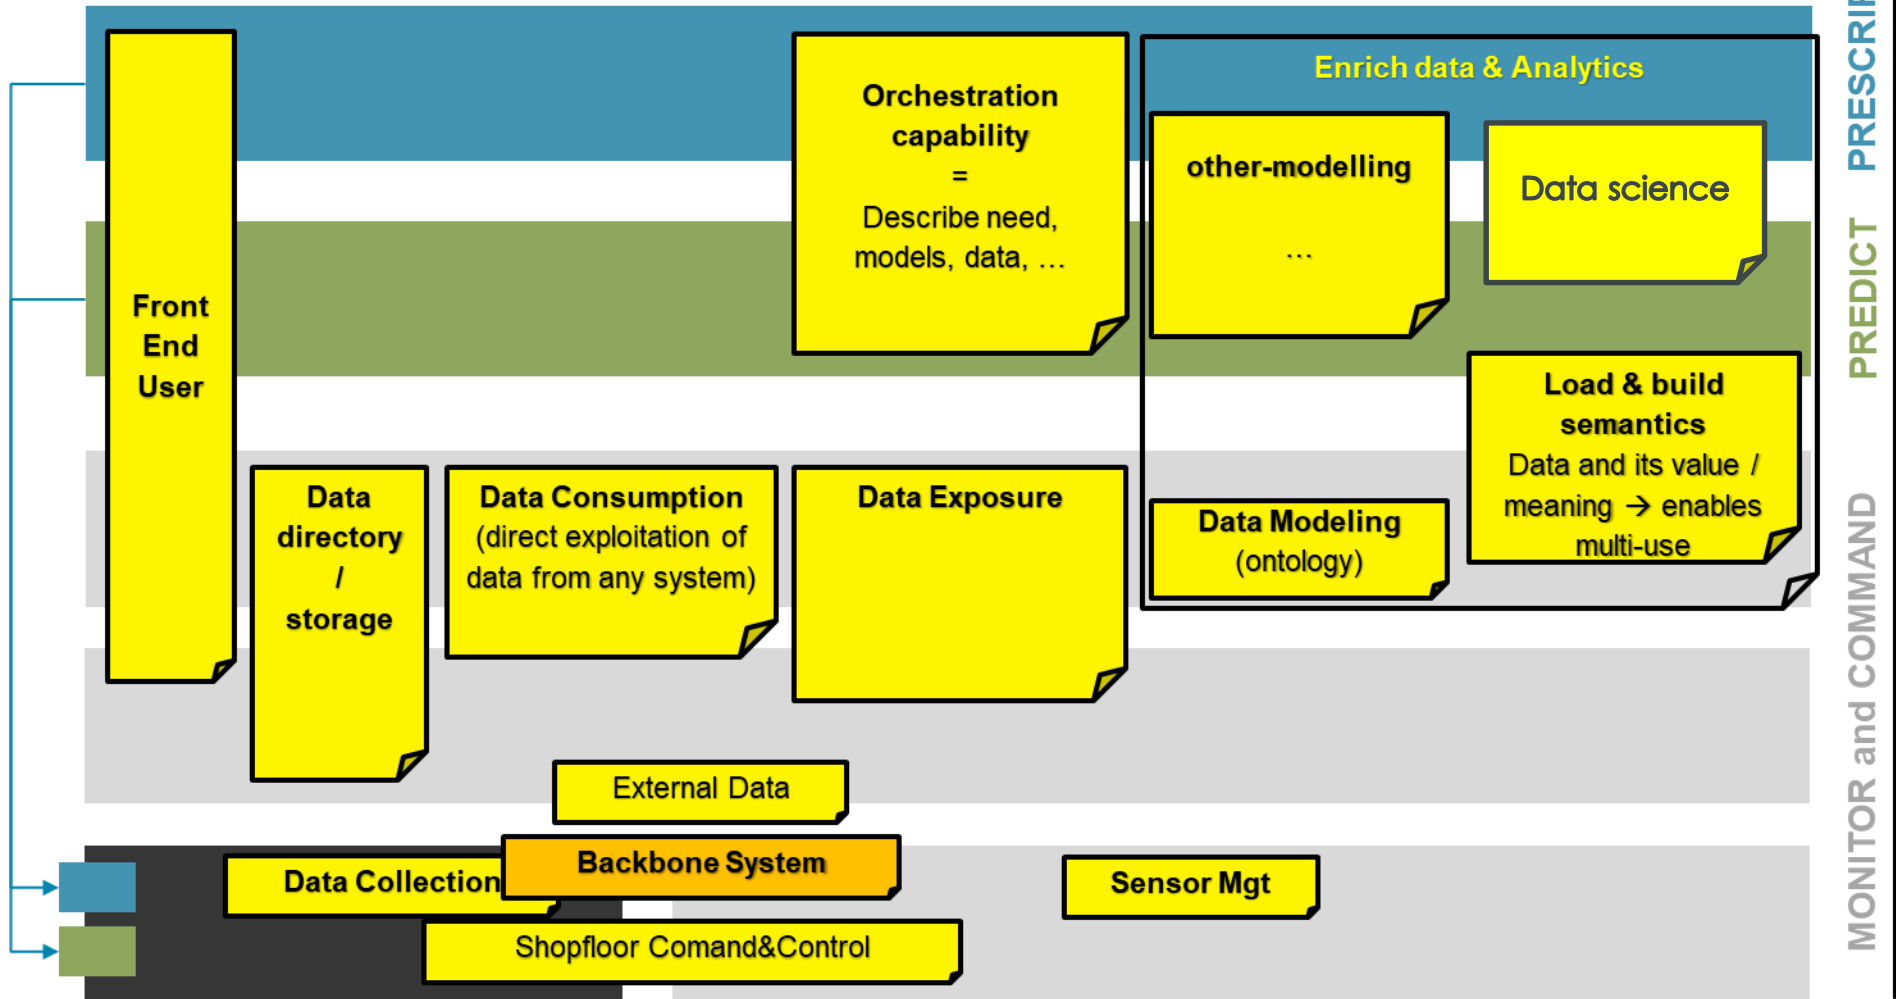 Enrich data & Analytics
Orchestration
capability
=
Describe need,
models, data, …
other-modelling
…
Data science
Front
End
User
Load & build
semantics
Data and its value /
meaning → enables
multi-use
Data
directory
/
storage
Data Consumption
(direct exploitation of
data from any system)
Data Exposure
Data Modeling
(ontology)
External Data
Backbone System
Data Collection
Sensor Mgt
Shopfloor Comand&Control
PREDICT
MONITOR and COMMAND